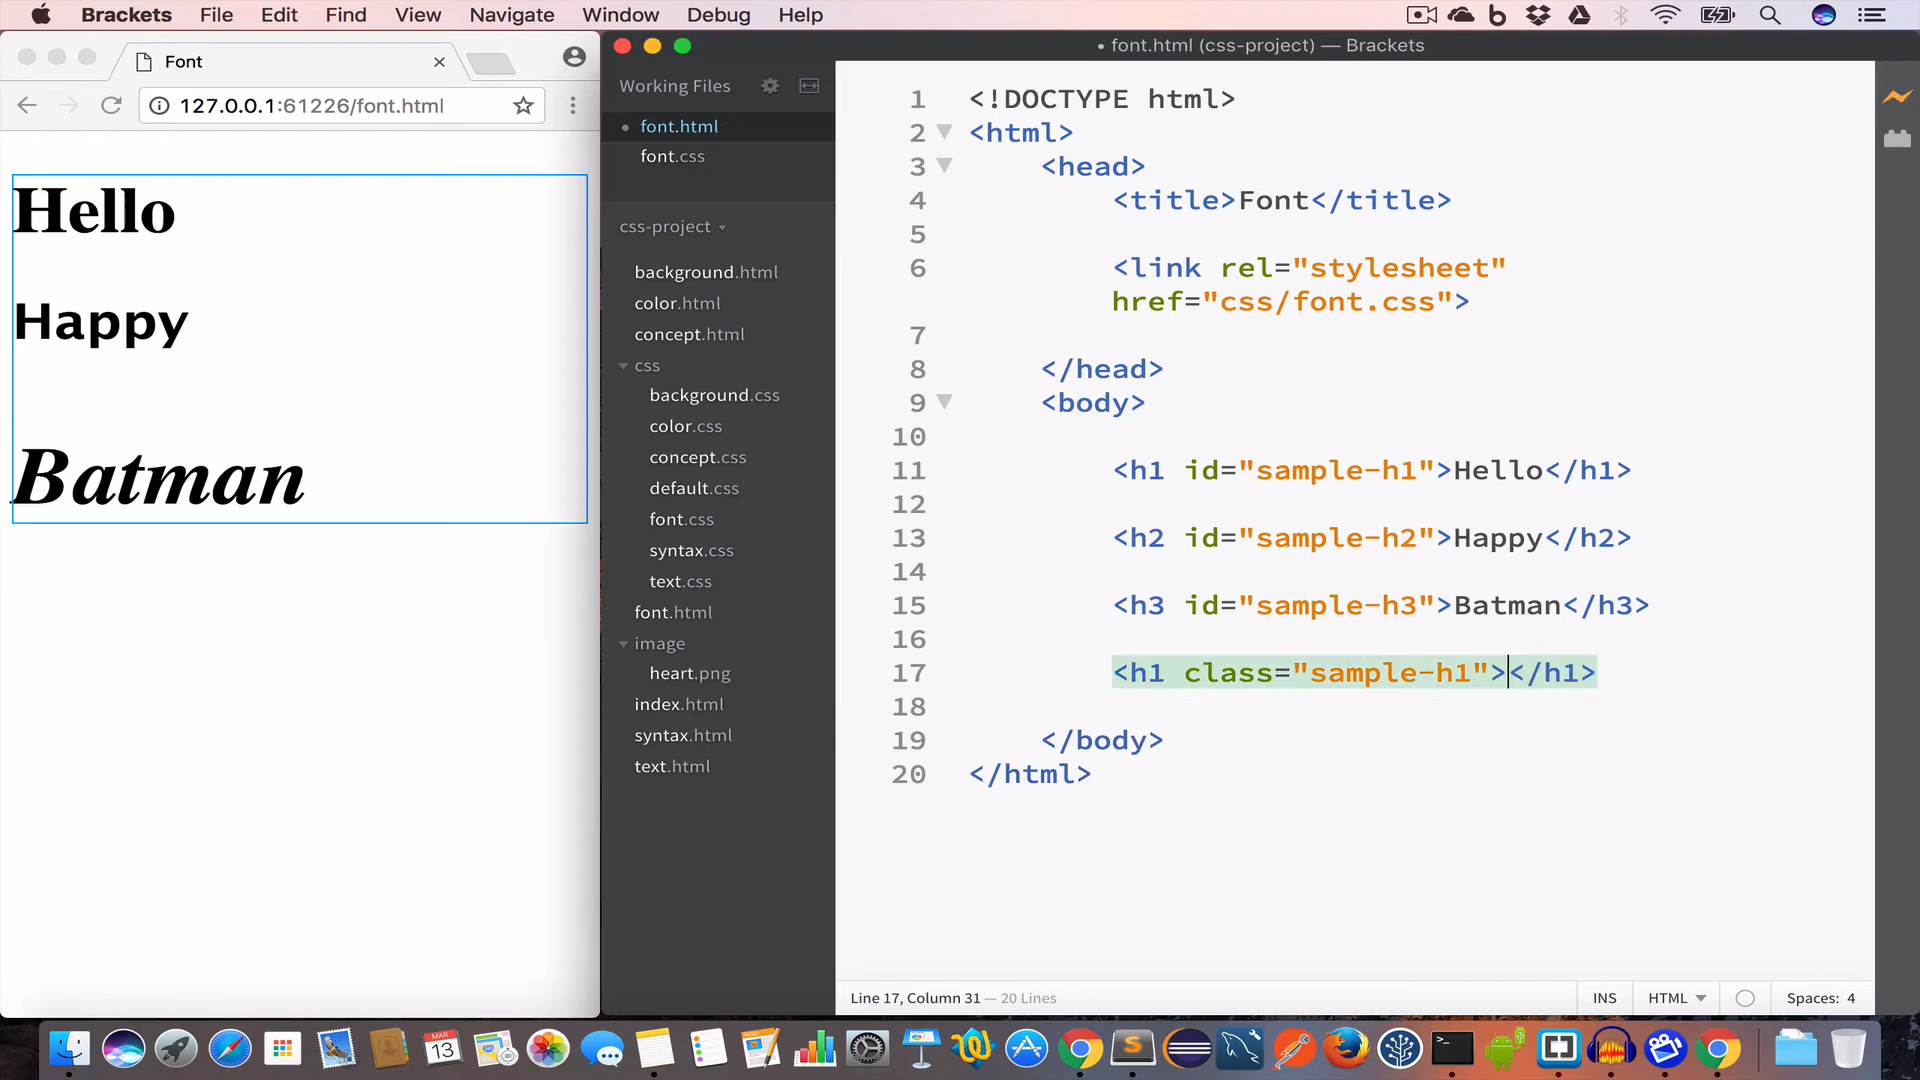 Brackets File Edit Find View Navigate Window Debug Help
Font
127.0.0.1:61226/font.html
Hello
Happy
Batman
• font.html (css-project) — Brackets
Working Files
font.html
font.css
css-project
background.html
color.html
concept.html
css
background.css
color.css
concept.css
default.css
font.css
syntax.css
text.css
font.html
image
heart.png
index.html
syntax.html
text.html
1 <!DOCTYPE html>
2 <html>
3 <head>
4 <title>Font</title>
5
6 <link rel="stylesheet"
href="css/font.css">
7
8 </head>
9 <body>
10
11 <h1 id="sample-h1">Hello</h1>
12
13 <h2 id="sample-h2">Happy</h2>
14
15 <h3 id="sample-h3">Batman</h3>
16
17 <h1 class="sample-h1"></h1>
18
19 </body>
20 </html>
Line 17, Column 31 — 20 Lines
INS HTML Spaces: 4
MAR
13